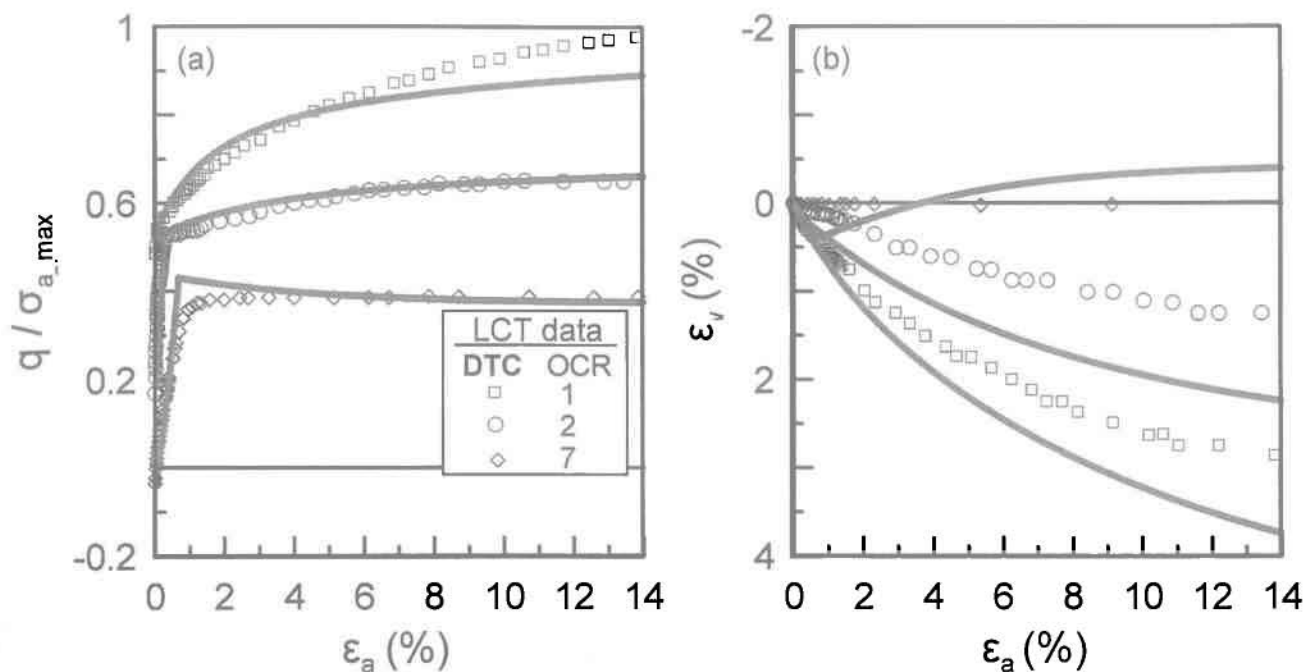 (a)
1
0.6
0.2
-0.2
q / σa_max
0 2 4 6 8 10 12 14
εa (%)
LCT data
DTC OCR
1
2
7
(b)
-2
0
2
4
εv (%)
0 2 4 6 8 10 12 14
εa (%)